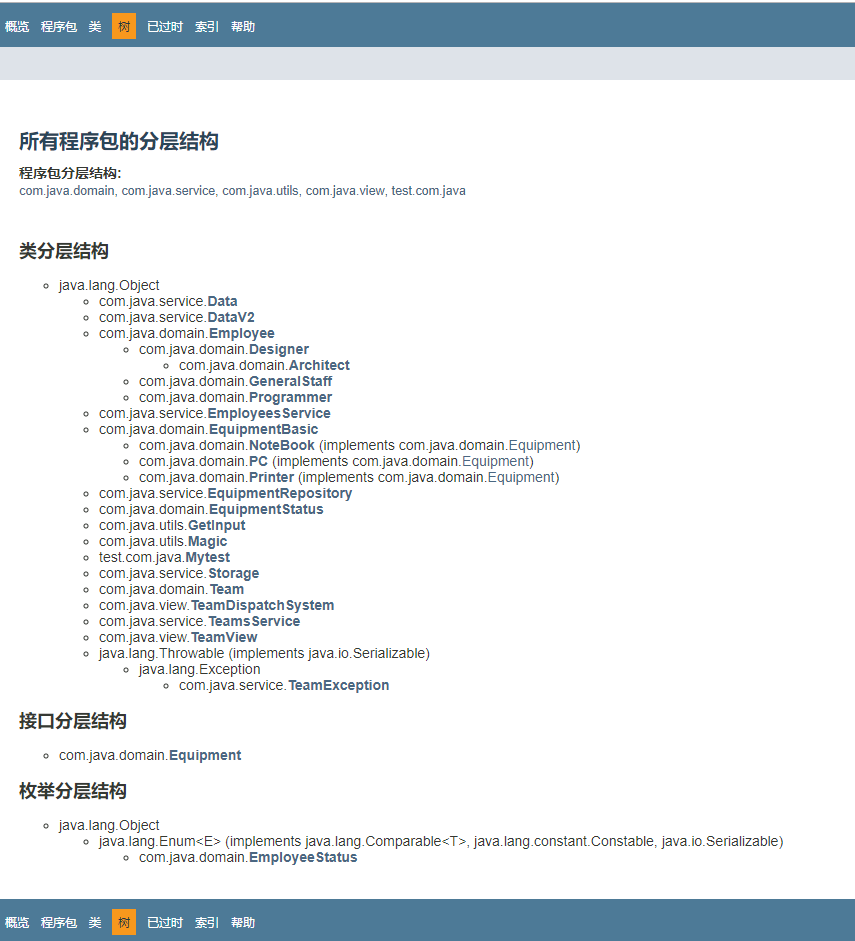 概览 程序包 类 树 已过时 索引 帮助
所有程序包的分层结构
程序包分层结构:
com.java.domain, com.java.service, com.java.utils, com.java.view, test.com.java
类分层结构
java.lang.Object
com.java.service.Data
com.java.service.DataV2
com.java.domain.Employee
com.java.domain.Designer
com.java.domain.Architect
com.java.domain.GeneralStaff
com.java.domain.Programmer
com.java.service.EmployeesService
com.java.domain.EquipmentBasic
com.java.domain.NoteBook (implements com.java.domain.Equipment)
com.java.domain.PC (implements com.java.domain.Equipment)
com.java.domain.Printer (implements com.java.domain.Equipment)
com.java.service.EquipmentRepository
com.java.domain.EquipmentStatus
com.java.utils.GetInput
com.java.utils.Magic
test.com.java.Mytest
com.java.service.Storage
com.java.domain.Team
com.java.view.TeamDispatchSystem
com.java.service.TeamsService
com.java.view.TeamView
java.lang.Throwable (implements java.io.Serializable)
java.lang.Exception
com.java.service.TeamException
接口分层结构
com.java.domain.Equipment
枚举分层结构
java.lang.Object
java.lang.Enum<E> (implements java.lang.Comparable<T>, java.lang.constant.Constable, java.io.Serializable)
com.java.domain.EmployeeStatus
概览 程序包 类 树 已过时 索引 帮助